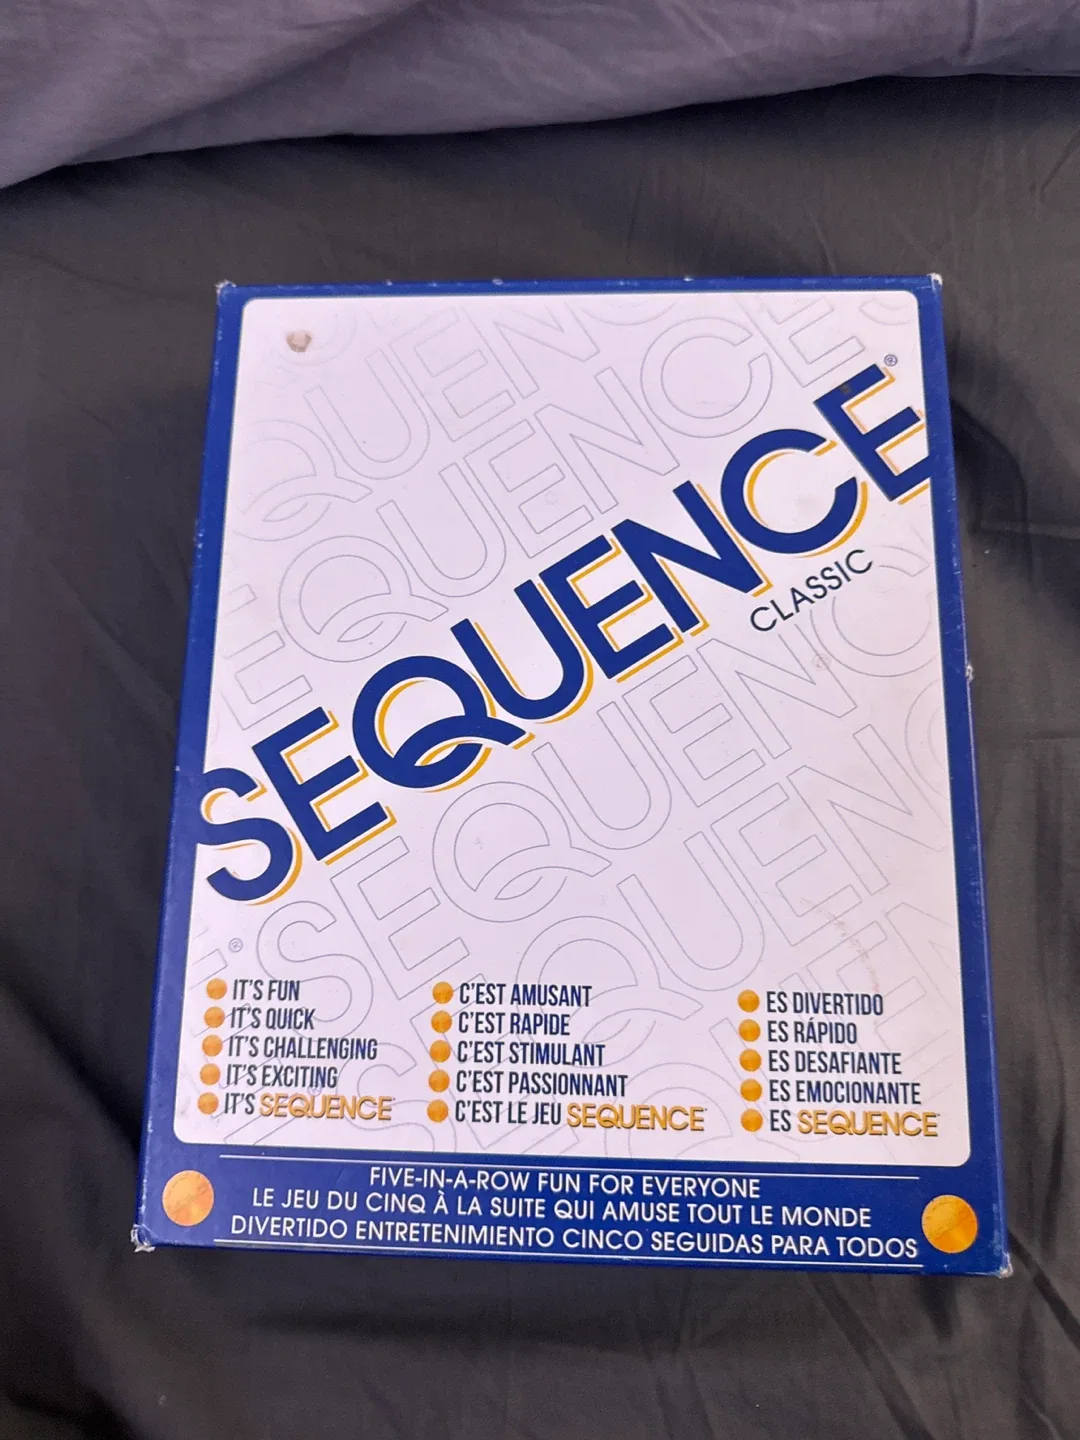 SEQUENCE®
CLASSIC
IT'S FUN
IT'S QUICK
IT'S CHALLENGING
IT'S EXCITING
IT'S SEQUENCE
C'EST AMUSANT
C'EST RAPIDE
C'EST STIMULANT
C'EST PASSIONNANT
C'EST LE JEU SEQUENCE
ES DIVERTIDO
ES RÁPIDO
ES DESAFIANTE
ES EMOCIONANTE
ES SEQUENCE
FIVE-IN-A-ROW FUN FOR EVERYONE
LE JEU DU CINQ À LA SUITE QUI AMUSE TOUT LE MONDE
DIVERTIDO ENTRETENIMIENTO CINCO SEGUIDAS PARA TODOS